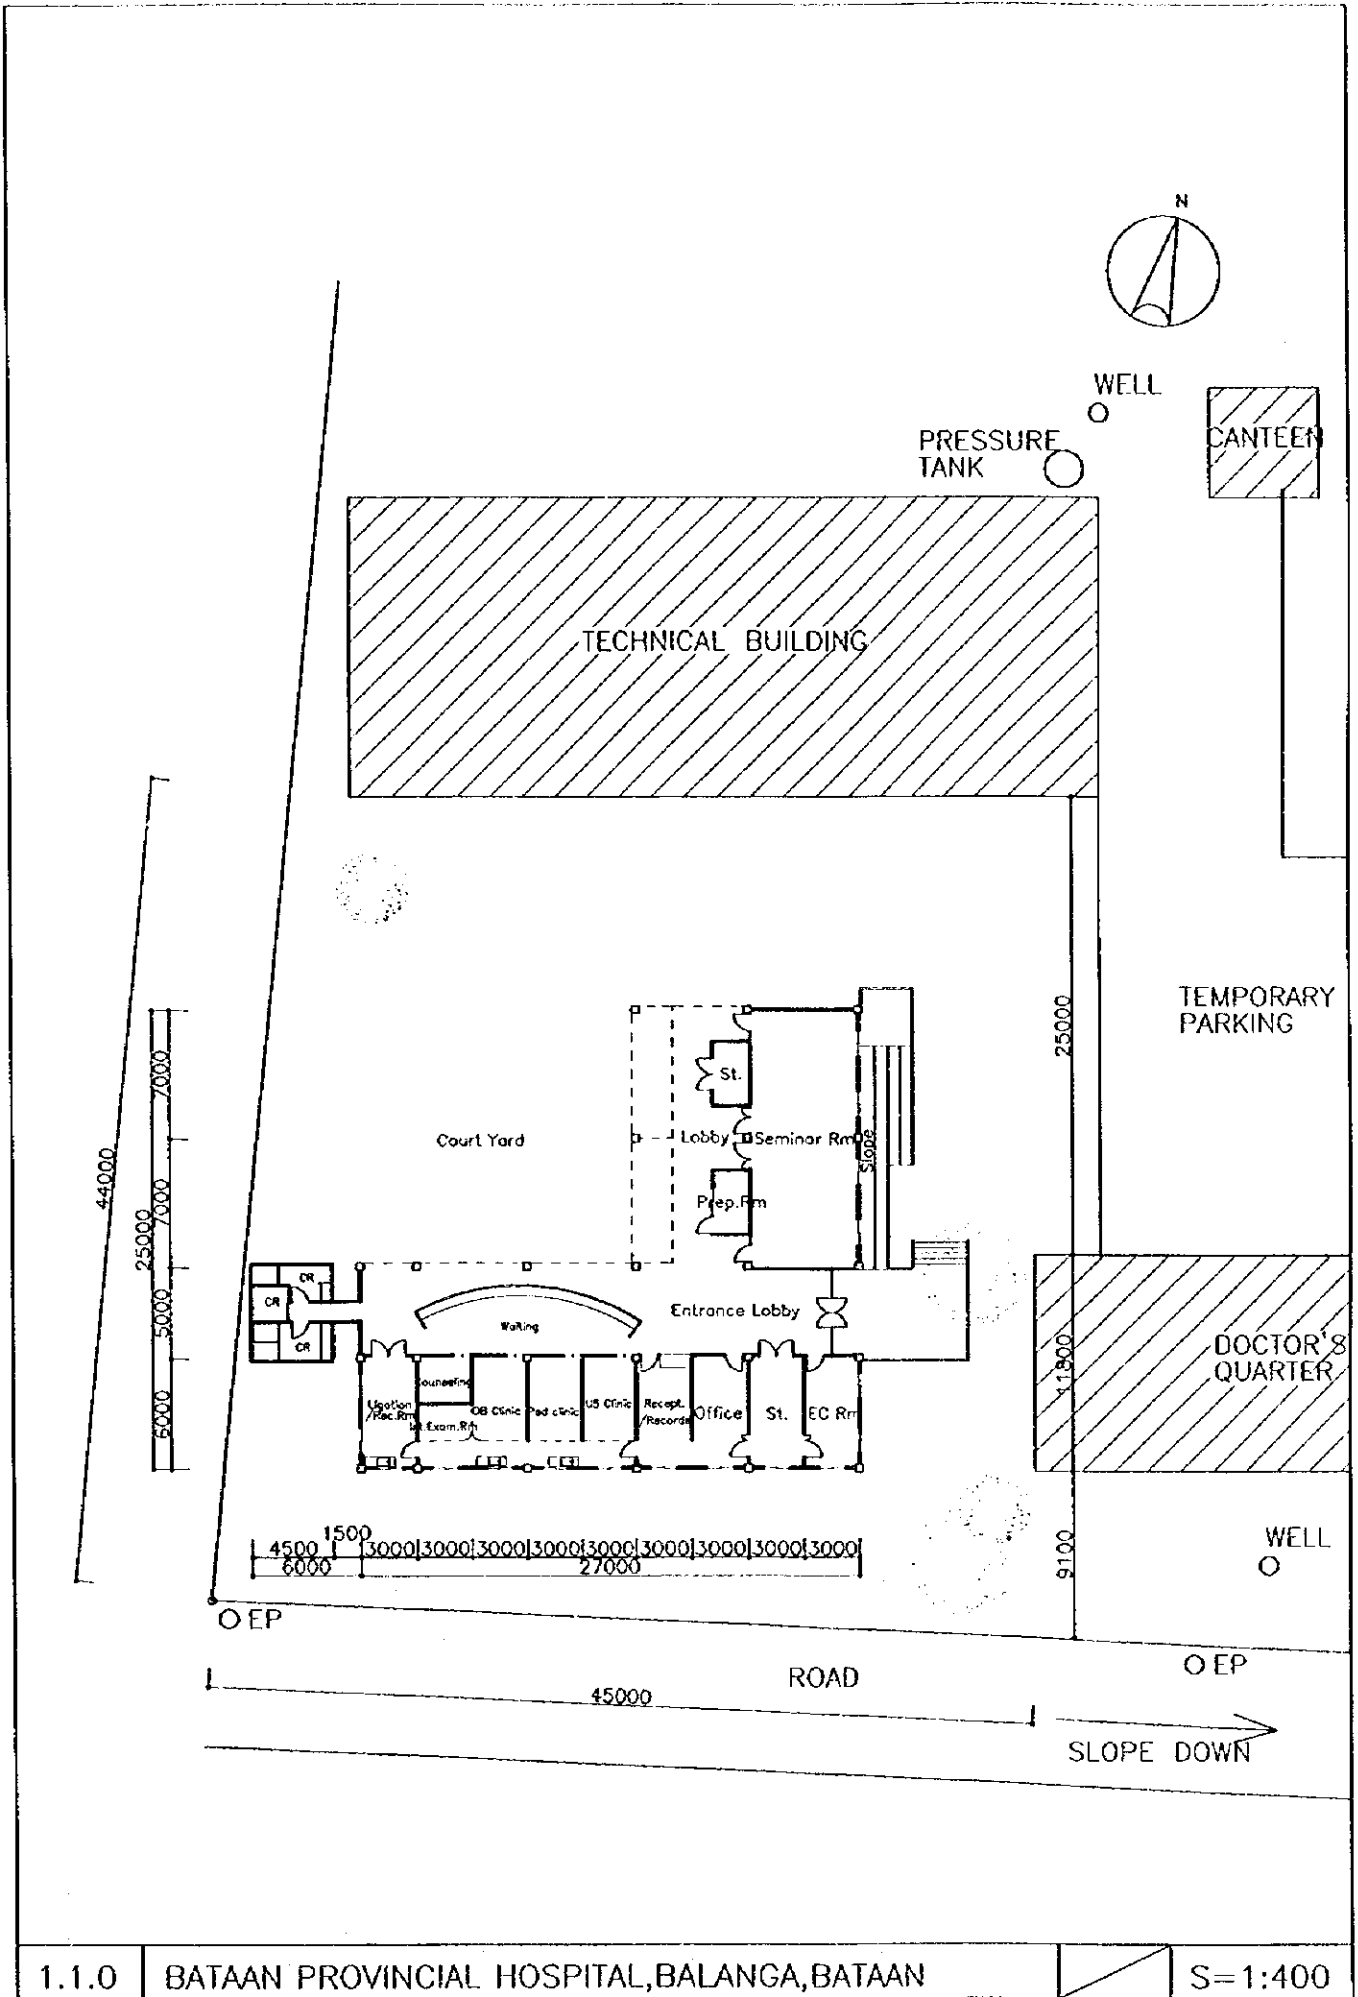 N
WELL
CANTEEN
PRESSURE
TANK
TECHNICAL BUILDING
TEMPORARY
PARKING
25000
44000
25000
7000
7000
5000
6000
St.
Court Yard
Lobby
Seminar Rm
Slope
Prep.Rm
CR
CR
CR
Entrance Lobby
Waiting
DOCTOR'S
QUARTER
11800
Counseling
Ligation
/Rec.Rm
Int.Exam.Rm
OB Clinic
Ped clinic
US Clinic
Recept.
/Records
Office
St.
EC Rm
9100
WELL
1500
4500
3000 3000 3000 3000 3000 3000 3000 3000 3000
6000
27000
EP
EP
ROAD
45000
SLOPE DOWN
1.1.0
BATAAN PROVINCIAL HOSPITAL,BALANGA,BATAAN
S=1:400